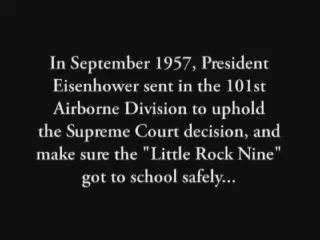 In September 1957, President
Eisenhower sent in the 101st
Airborne Division to uphold
the Supreme Court decision, and
make sure the "Little Rock Nine"
got to school safely...